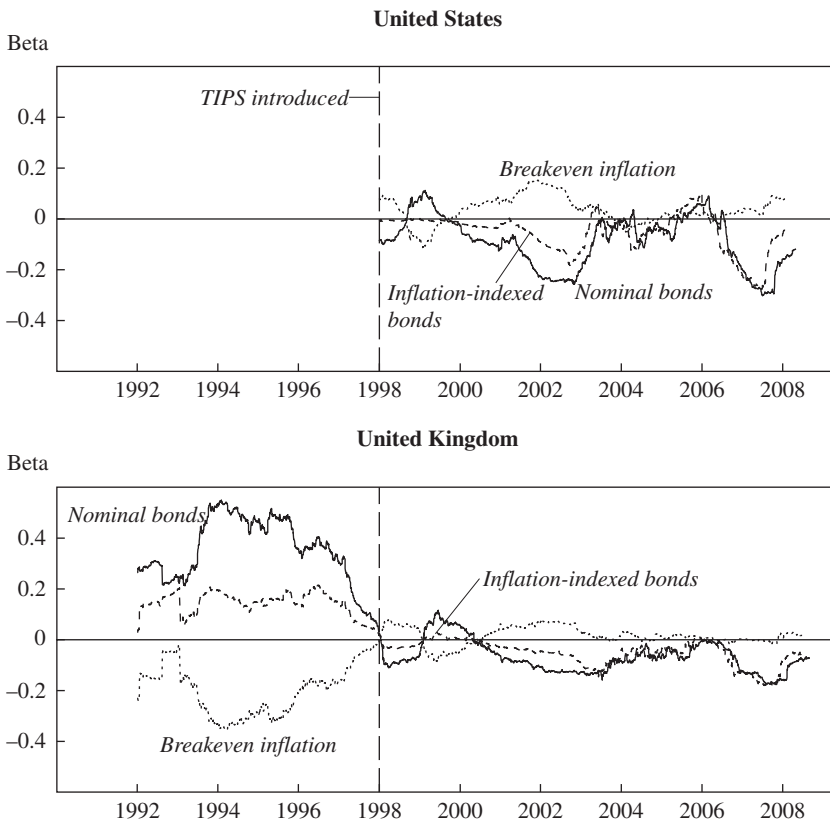 United States
Beta
TIPS introduced
0.4
Breakeven inflation
0.2
0
–0.2
Inflation-indexed
bonds
Nominal bonds
–0.4
1992 1994 1996 1998 2000 2002 2004 2006 2008
United Kingdom
Beta
Nominal bonds
0.4
Inflation-indexed bonds
0.2
0
–0.2
–0.4
Breakeven inflation
1992 1994 1996 1998 2000 2002 2004 2006 2008